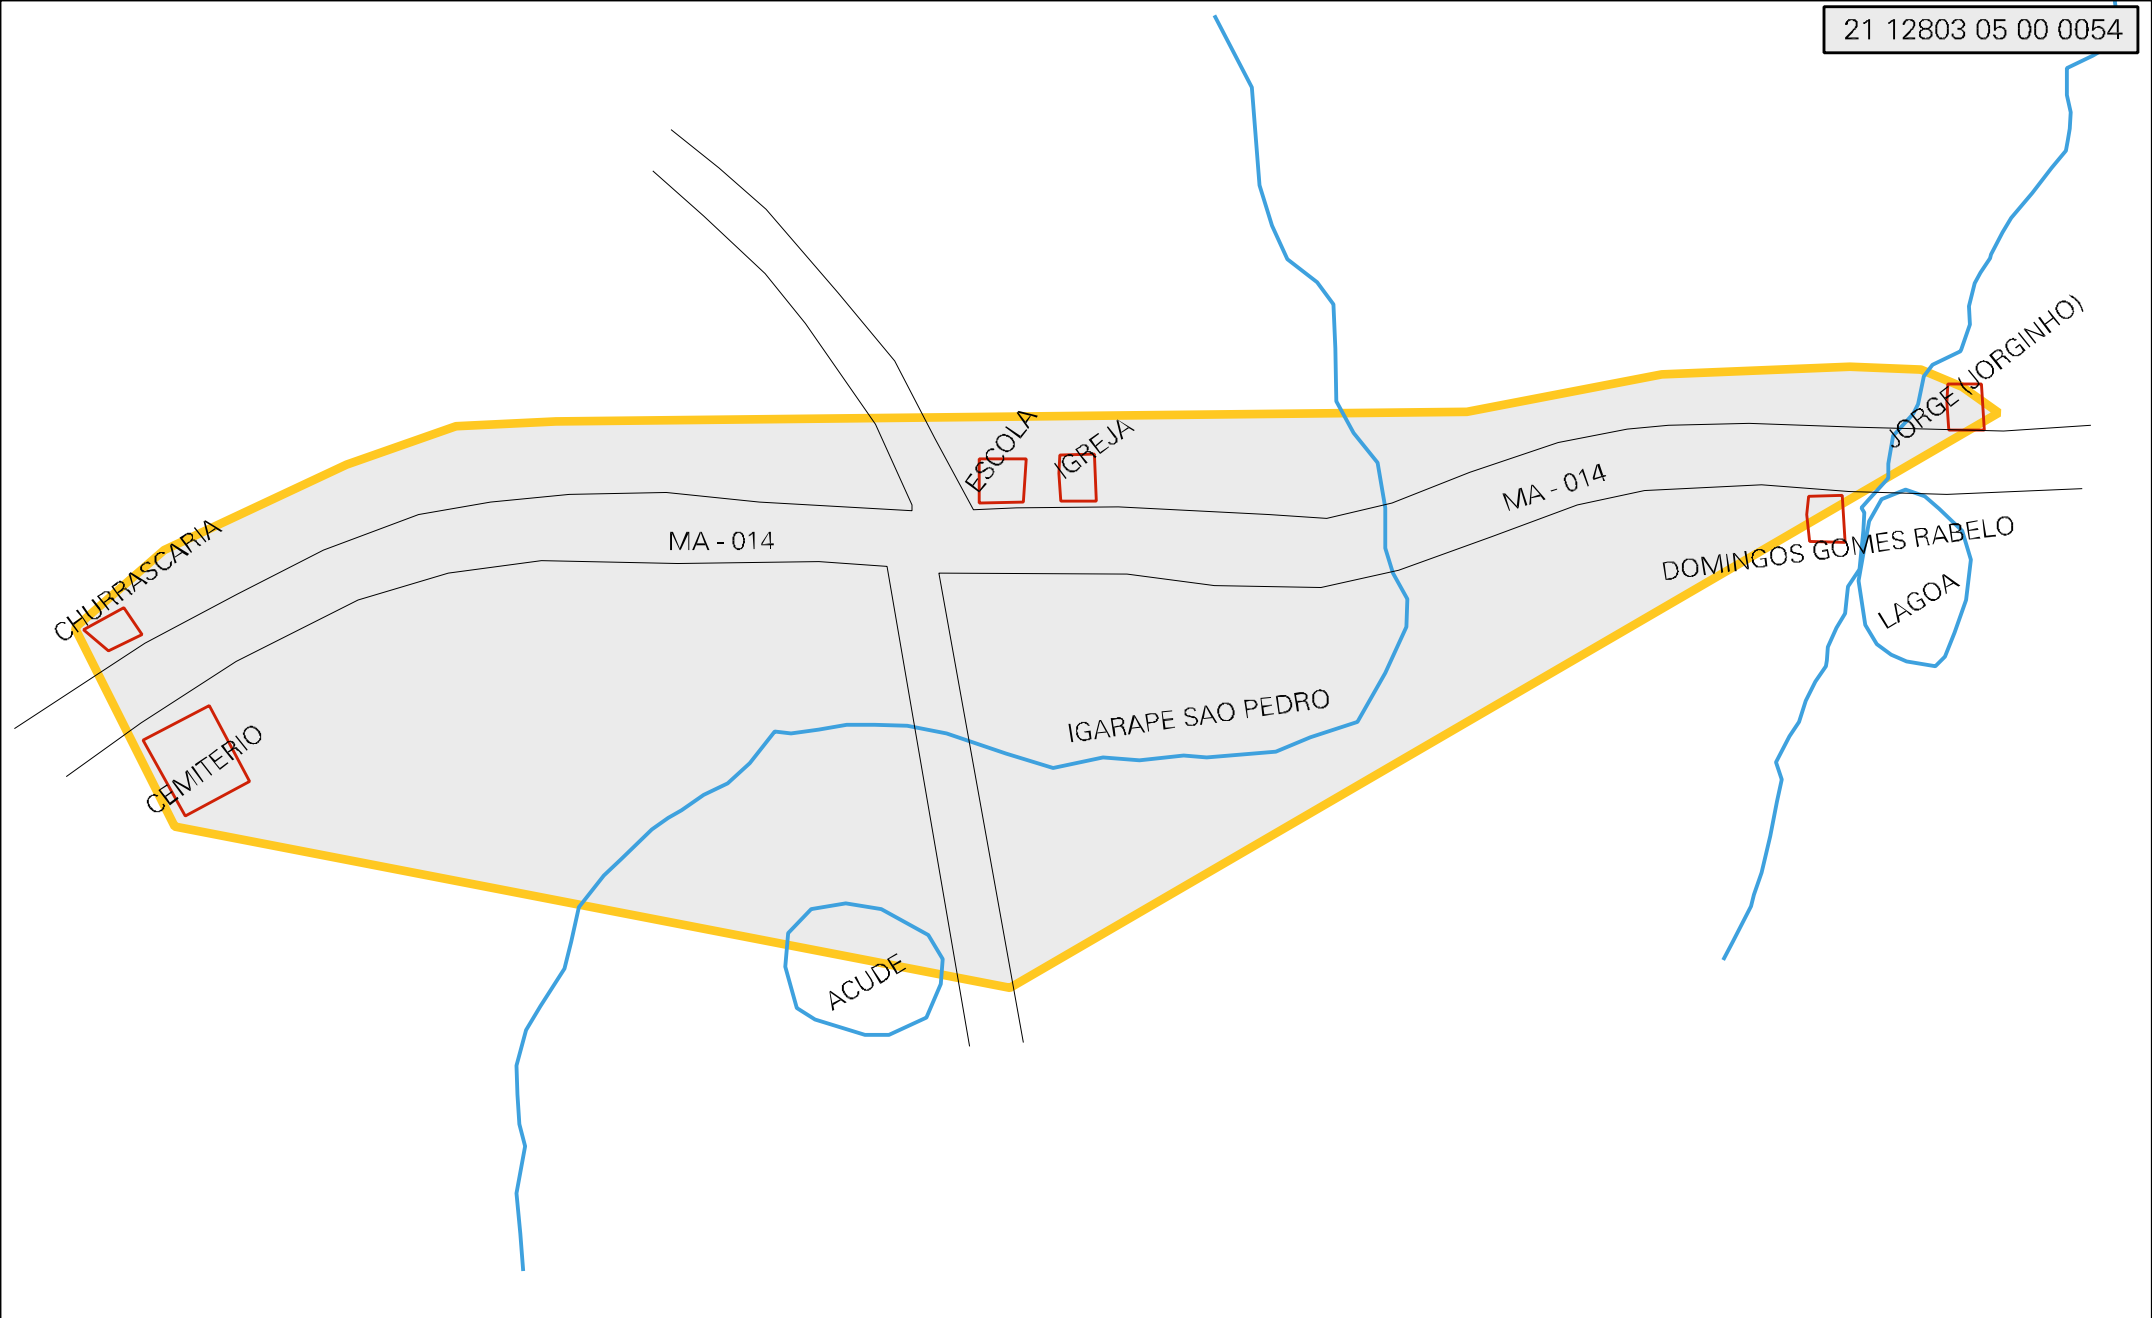 21 12803 05 00 0054
JORGE (JORGINHO)
ESCOLA
IGREJA
MA - 014
CHURRASCARIA
MA - 014
DOMINGOS GOMES RABELO
LAGOA
IGARAPE SAO PEDRO
CEMITERIO
ACUDE